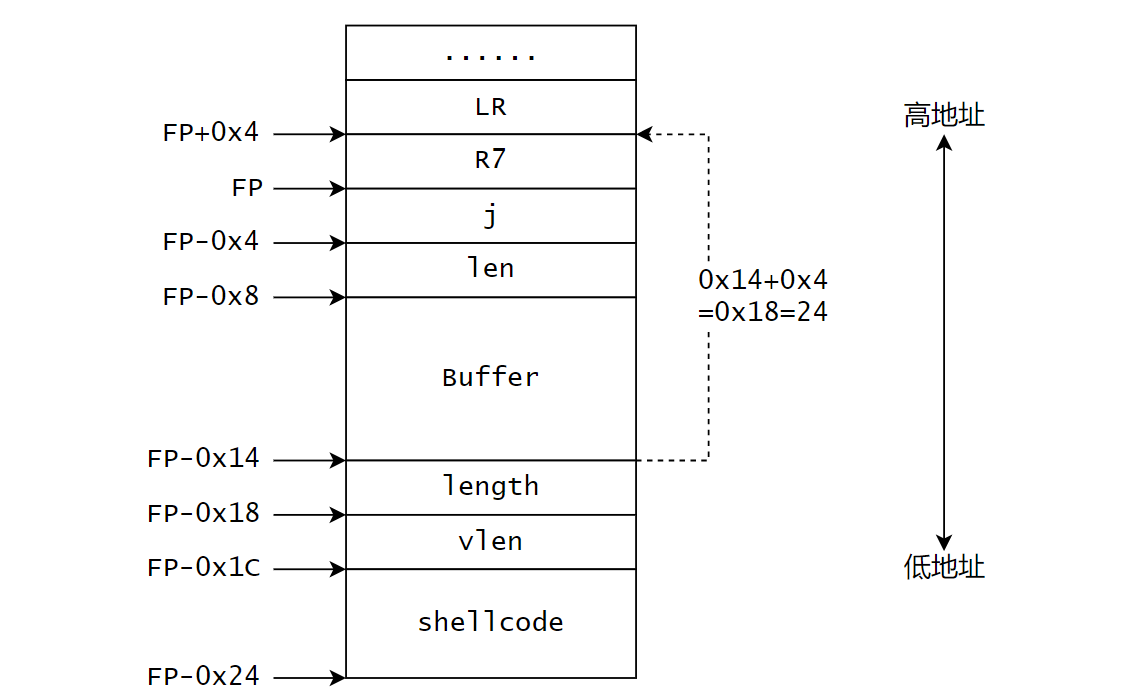 ......
LR
FP+0x4
R7
FP
j
FP-0x4
len
FP-0x8
Buffer
FP-0x14
length
FP-0x18
vlen
FP-0x1C
shellcode
FP-0x24
0x14+0x4
=0x18=24
高地址
低地址